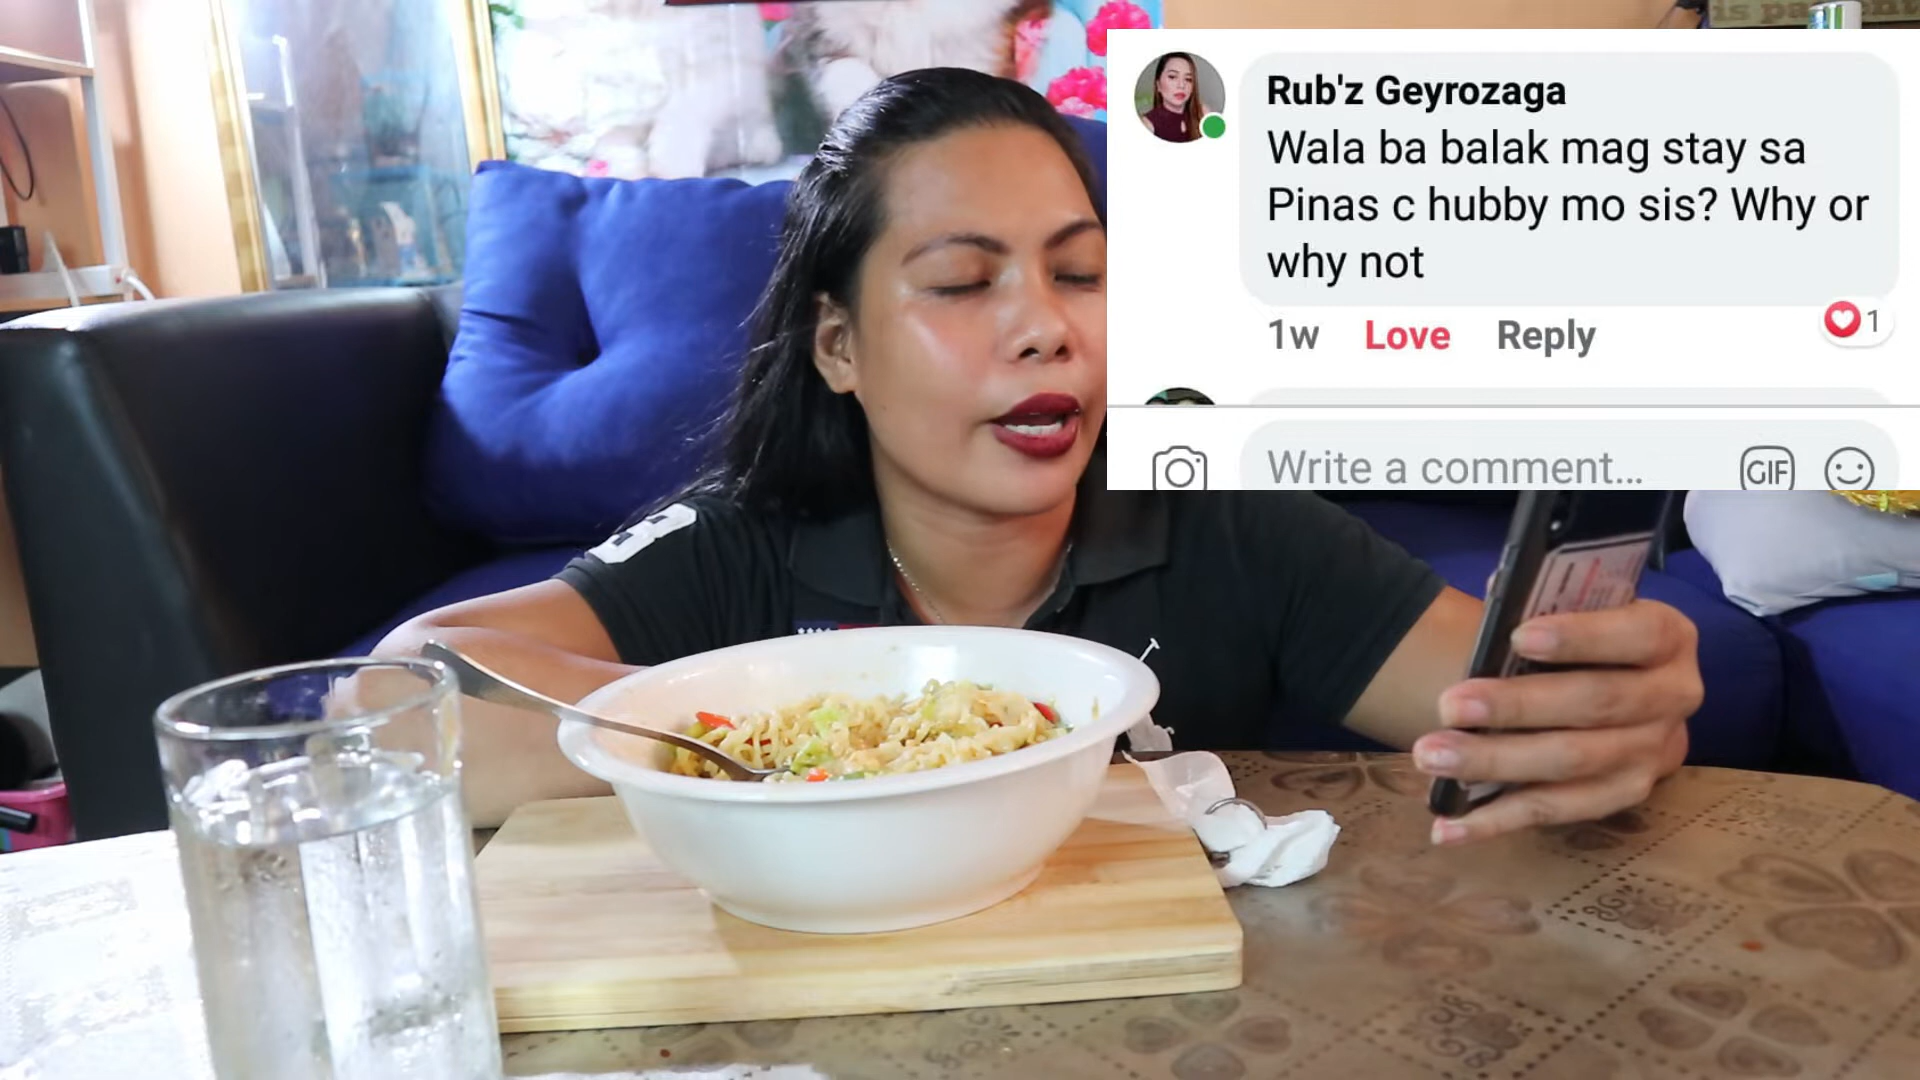 Rub'z Geyrozaga
Wala ba balak mag stay sa
Pinas c hubby mo sis? Why or
why not
1w Love Reply
1
Write a comment...
GIF
3